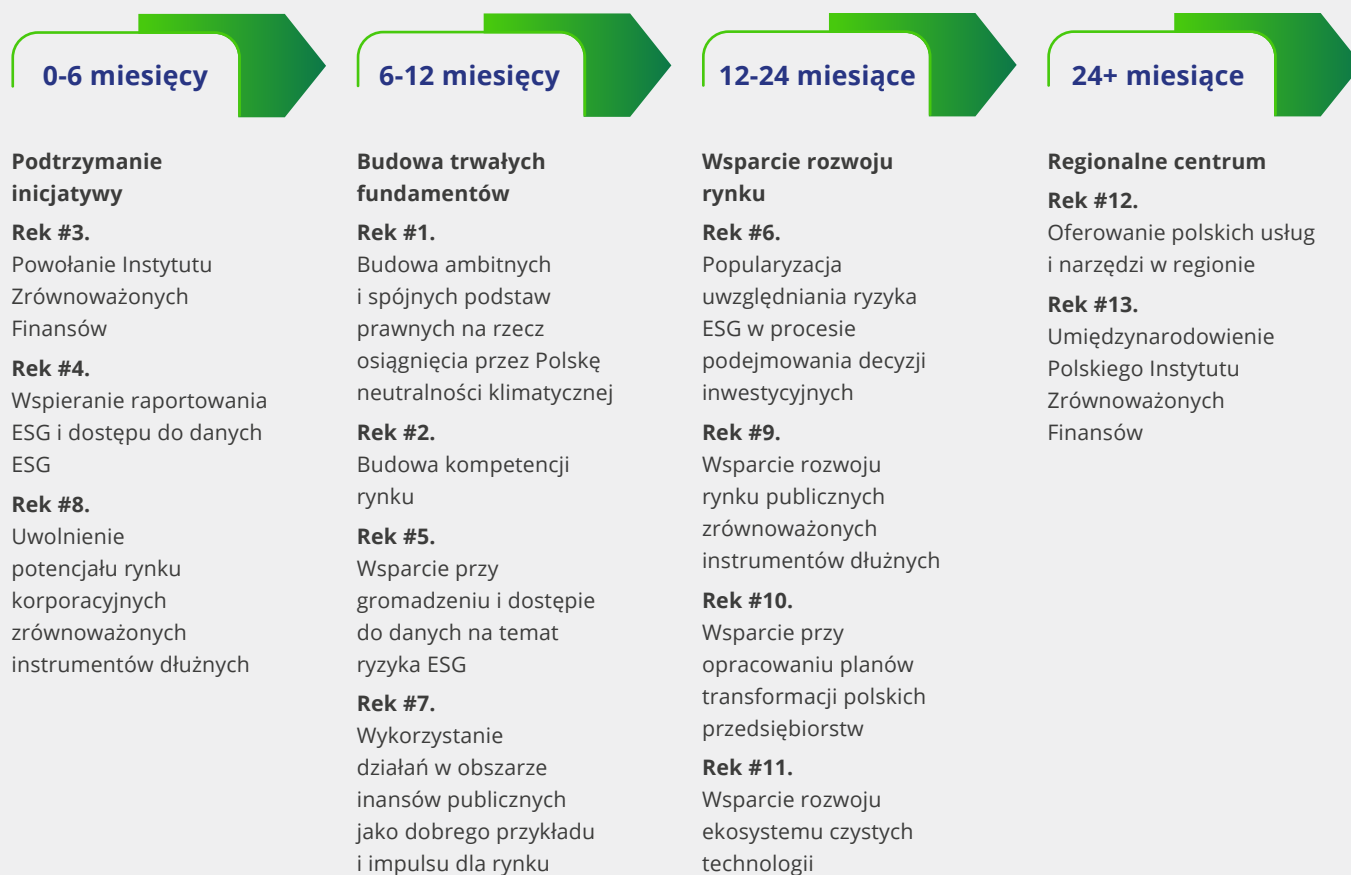 0-6 miesięcy
Podtrzymanie
inicjatywy
Rek #3.
Powołanie Instytutu
Zrównoważonych
Finansów
Rek #4.
Wspieranie raportowania
ESG i dostępu do danych
ESG
Rek #8.
Uwolnienie
potencjału rynku
korporacyjnych
zrównoważonych
instrumentów dłużnych
6-12 miesięcy
Budowa trwałych
fundamentów
Rek #1.
Budowa ambitnych
i spójnych podstaw
prawnych na rzecz
osiągnięcia przez Polskę
neutralności klimatycznej
Rek #2.
Budowa kompetencji
rynku
Rek #5.
Wsparcie przy
gromadzeniu i dostępie
do danych na temat
ryzyka ESG
Rek #7.
Wykorzystanie
działań w obszarze
inansów publicznych
jako dobrego przykładu
i impulsu dla rynku
12-24 miesiące
Wsparcie rozwoju
rynku
Rek #6.
Popularyzacja
uwzględniania ryzyka
ESG w procesie
podejmowania decyzji
inwestycyjnych
Rek #9.
Wsparcie rozwoju
rynku publicznych
zrównoważonych
instrumentów dłużnych
Rek #10.
Wsparcie przy
opracowaniu planów
transformacji polskich
przedsiębiorstw
Rek #11.
Wsparcie rozwoju
ekosystemu czystych
technologii
24+ miesiące
Regionalne centrum
Rek #12.
Oferowanie polskich usług
i narzędzi w regionie
Rek #13.
Umiędzynarodowienie
Polskiego Instytutu
Zrównoważonych
Finansów